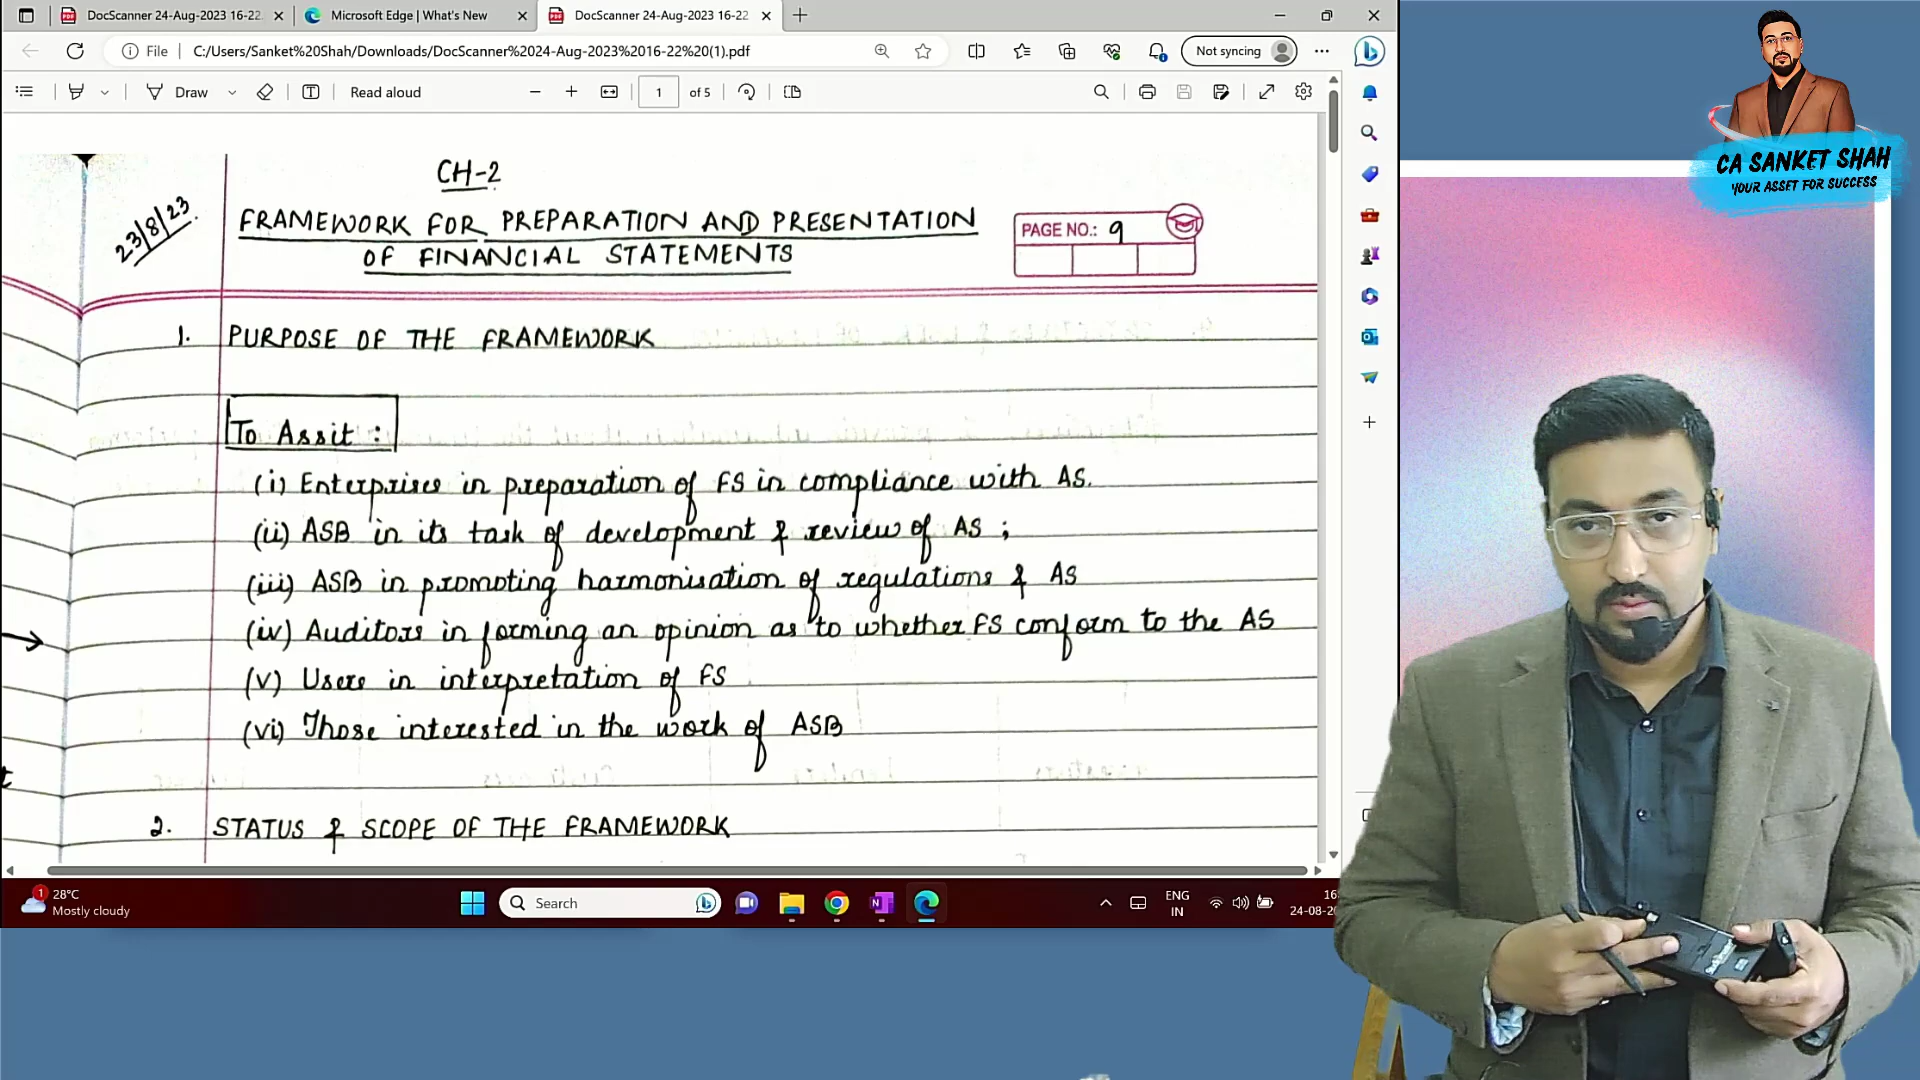 DocScanner 24-Aug-2023 16-22
Microsoft Edge | What's New
DocScanner 24-Aug-2023 16-22
File
C:/Users/Sanket%20Shah/Downloads/DocScanner%2024-Aug-2023%2016-22%20(1).pdf
Not syncing
Draw
Read aloud
1 of 5
CH-2
23/8/23
FRAMEWORK FOR PREPARATION AND PRESENTATION
OF FINANCIAL STATEMENTS
PAGE NO.: 9
1. PURPOSE OF THE FRAMEWORK
To Assit :
(i) Enterprises in preparation of FS in compliance with AS.
(ii) ASB in its task of development & review of AS ;
(iii) ASB in promoting harmonisation of regulations & AS
(iv) Auditors in forming an opinion as to whether FS conform to the AS
(v) Users in interpretation of FS
(vi) Those interested in the work of ASB
2. STATUS & SCOPE OF THE FRAMEWORK
1
28°C
Mostly cloudy
Search
ENG
IN
16
24-08-20
CA SANKET SHAH
YOUR ASSET FOR SUCCESS